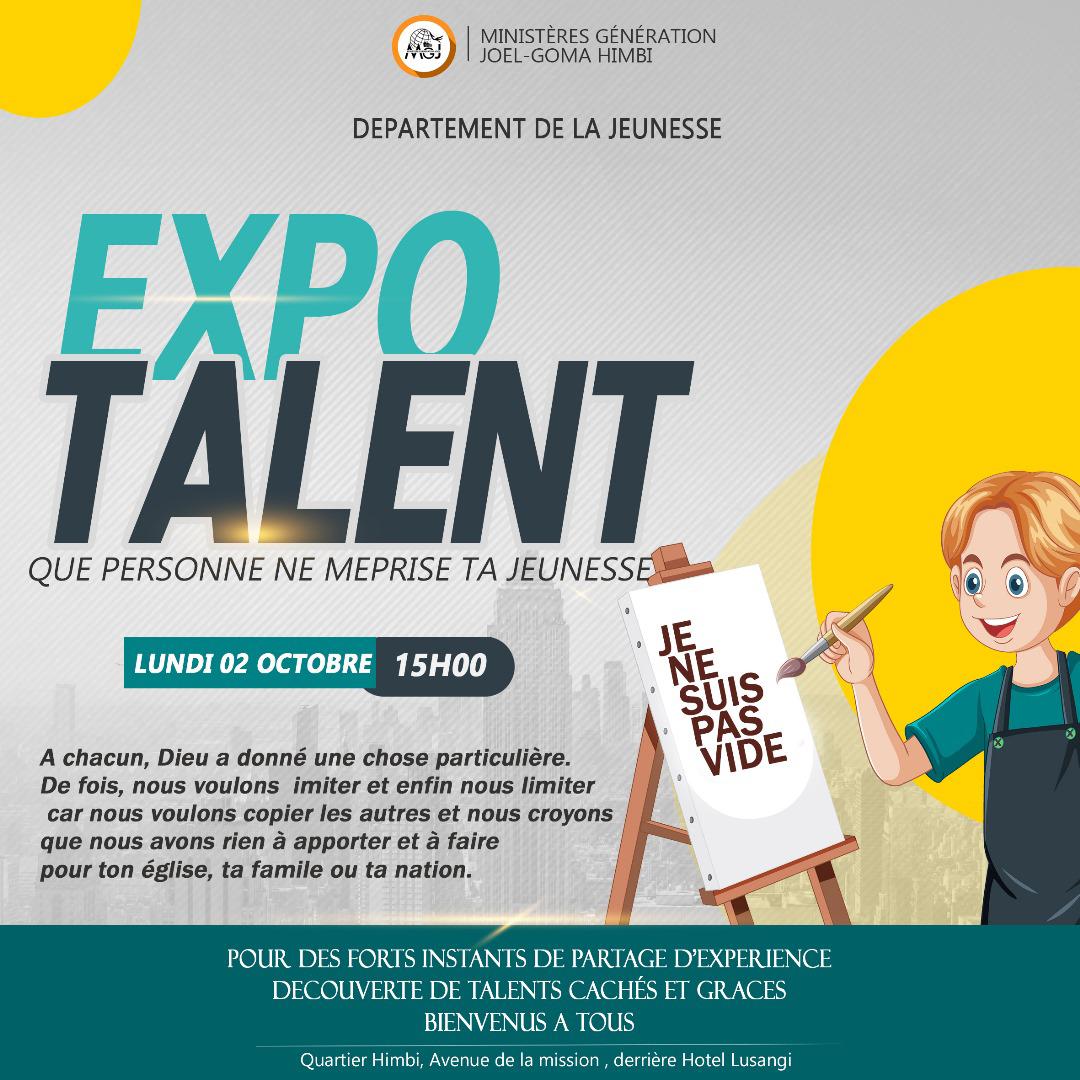 MGJ
MINISTÈRES GÉNÉRATION
JOEL-GOMA HIMBI
DEPARTEMENT DE LA JEUNESSE
EXPO
TALENT
QUE PERSONNE NE MEPRISE TA JEUNESSE
LUNDI 02 OCTOBRE 15H00
JE
NE
SUIS
PAS
VIDE
A chacun, Dieu a donné une chose particulière.
De fois, nous voulons imiter et enfin nous limiter
car nous voulons copier les autres et nous croyons
que nous avons rien à apporter et à faire
pour ton église, ta famile ou ta nation.
POUR DES FORTS INSTANTS DE PARTAGE D'EXPERIENCE
DECOUVERTE DE TALENTS CACHÉS ET GRACES
BIENVENUS A TOUS
Quartier Himbi, Avenue de la mission , derrière Hotel Lusangi